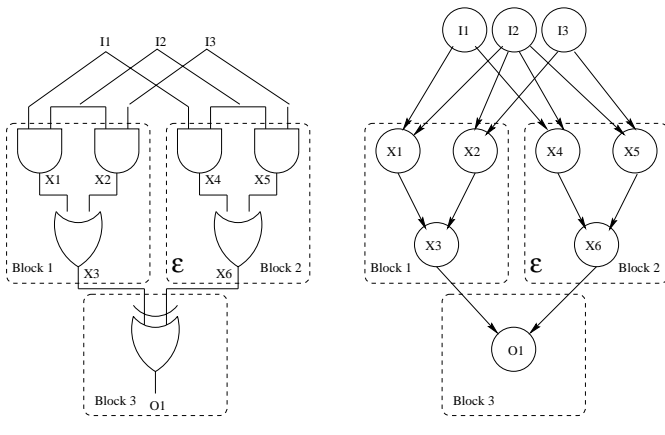 I1 I2 I3
X1 X2 X4 X5
Block 1 X3 ε X6 Block 2
Block 3 O1
I1 I2 I3
X1 X2 X4 X5
X3 X6
Block 1 ε Block 2
O1
Block 3